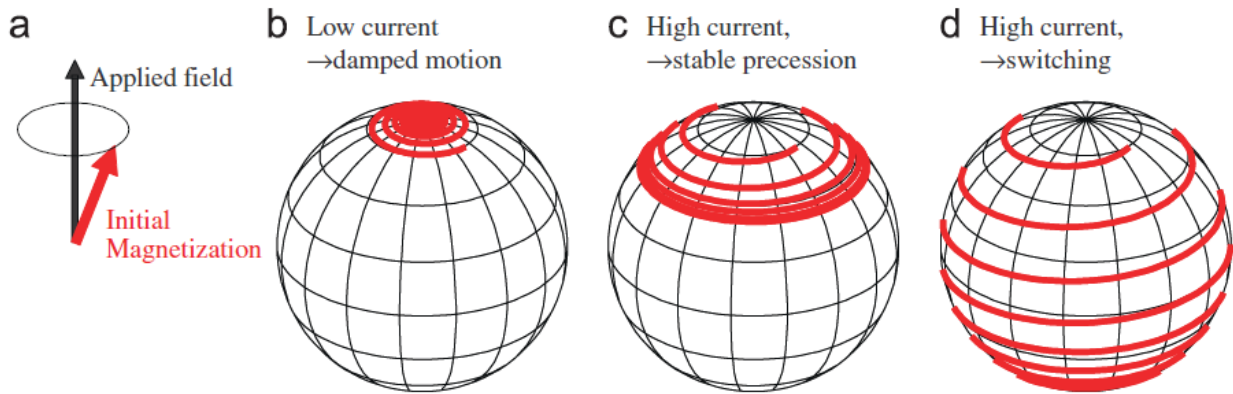 a
Applied field
Initial
Magnetization
b
Low current
→damped motion
c
High current,
→stable precession
d
High current,
→switching